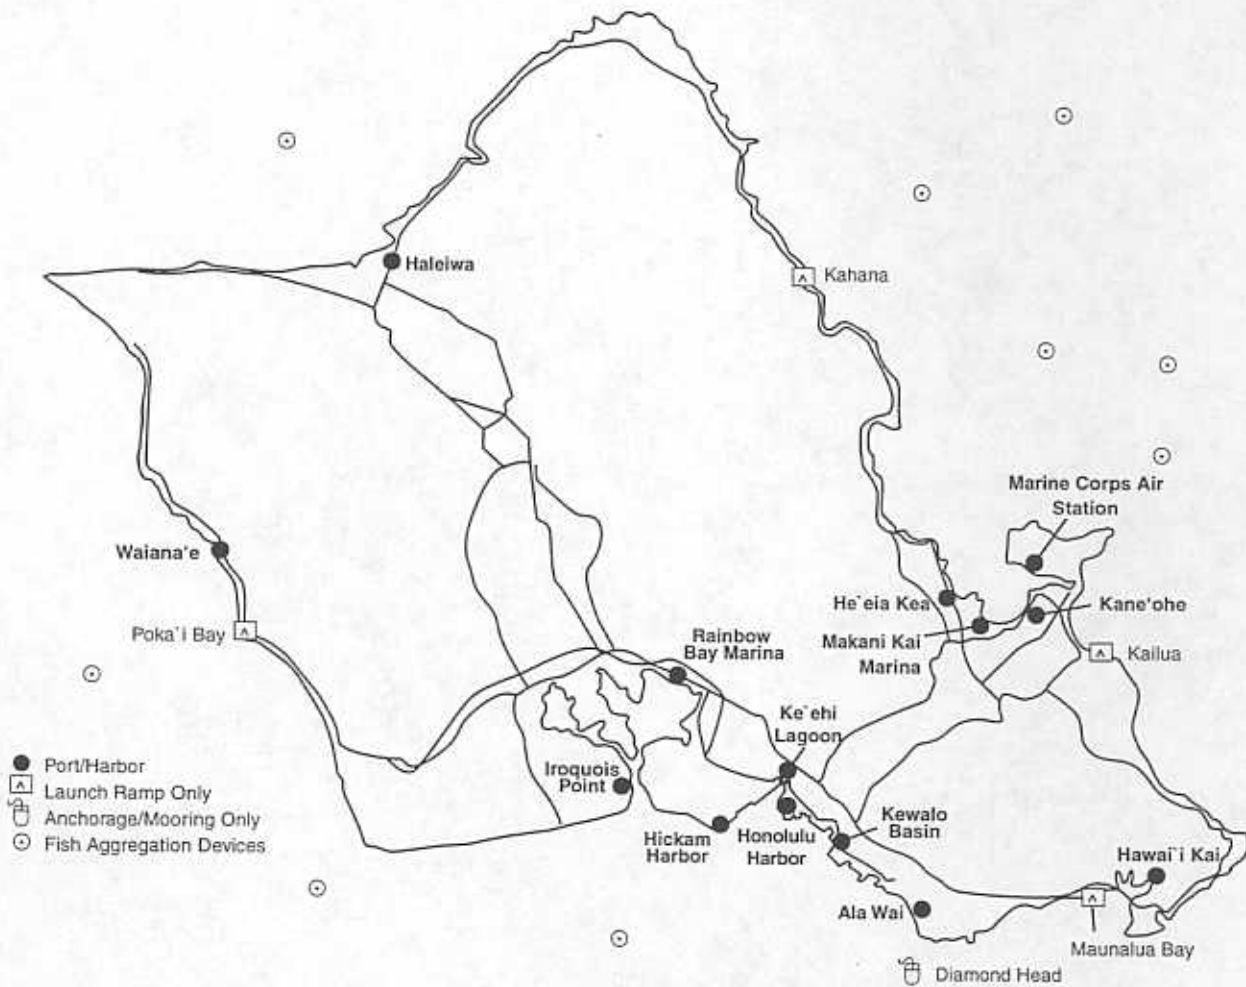 Haleiwa
Kahana
Marine Corps Air
Station
Waiana'e
He`eia Kea
Kane'ohe
Poka`i Bay
Makani Kai
Marina
Rainbow
Bay Marina
Kailua
Ke`ehi
Lagoon
Port/Harbor
Launch Ramp Only
Anchorage/Mooring Only
Fish Aggregation Devices
Iroquois
Point
Hickam
Harbor
Honolulu
Harbor
Kewalo
Basin
Hawai`i Kai
Ala Wai
Maunalua Bay
Diamond Head